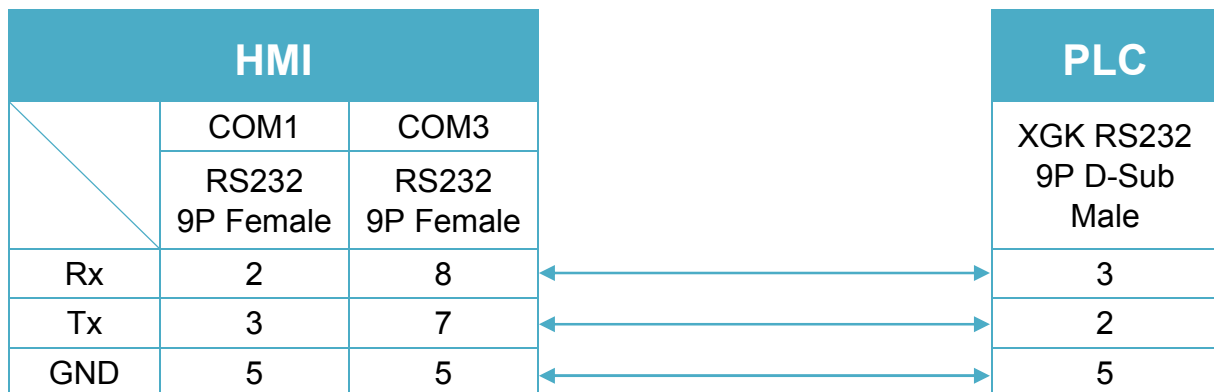 HMI
PLC
COM1 COM3
XGK RS232
9P D-Sub
Male
RS232
9P Female
RS232
9P Female
Rx 2 8 3
Tx 3 7 2
GND 5 5 5